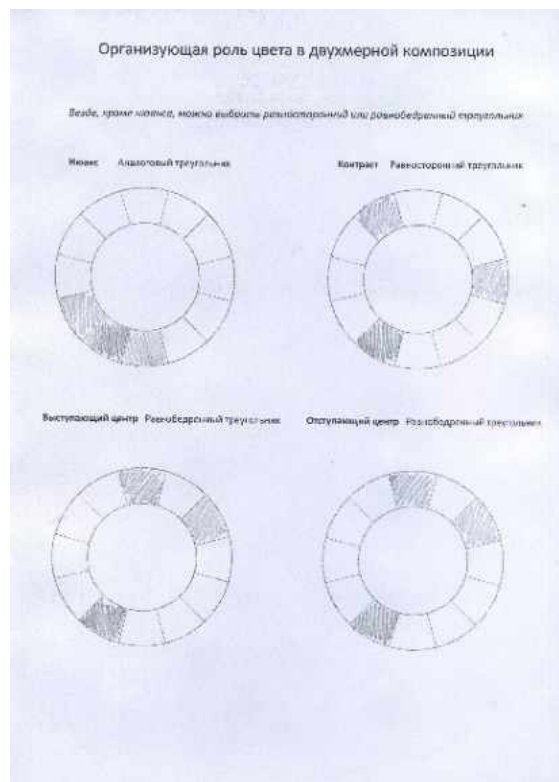 Организующая роль цвета в двухмерной композиции
Везде, кроме нюанса, можно выбрать равносторонний или равнобедренный треугольник
Нюанс Аналоговый треугольник
Контраст Равносторонний треугольник
Выступающий центр Равнобедренный треугольник
Отступающий центр Равнобедренный треугольник